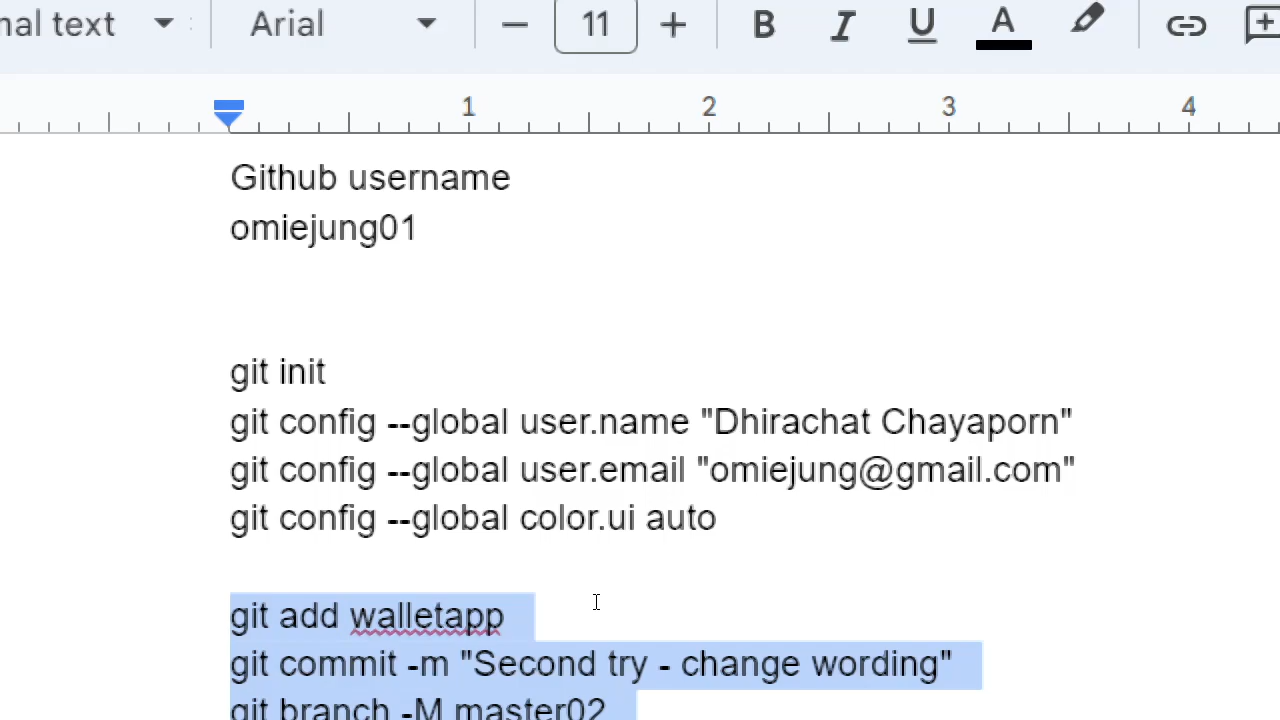 nal text Arial 11 B I U A
1 2 3 4
Github username
omiejung01
git init
git config --global user.name "Dhirachat Chayaporn"
git config --global user.email "omiejung@gmail.com"
git config --global color.ui auto
git add walletapp
git commit -m "Second try - change wording"
git branch -M master02